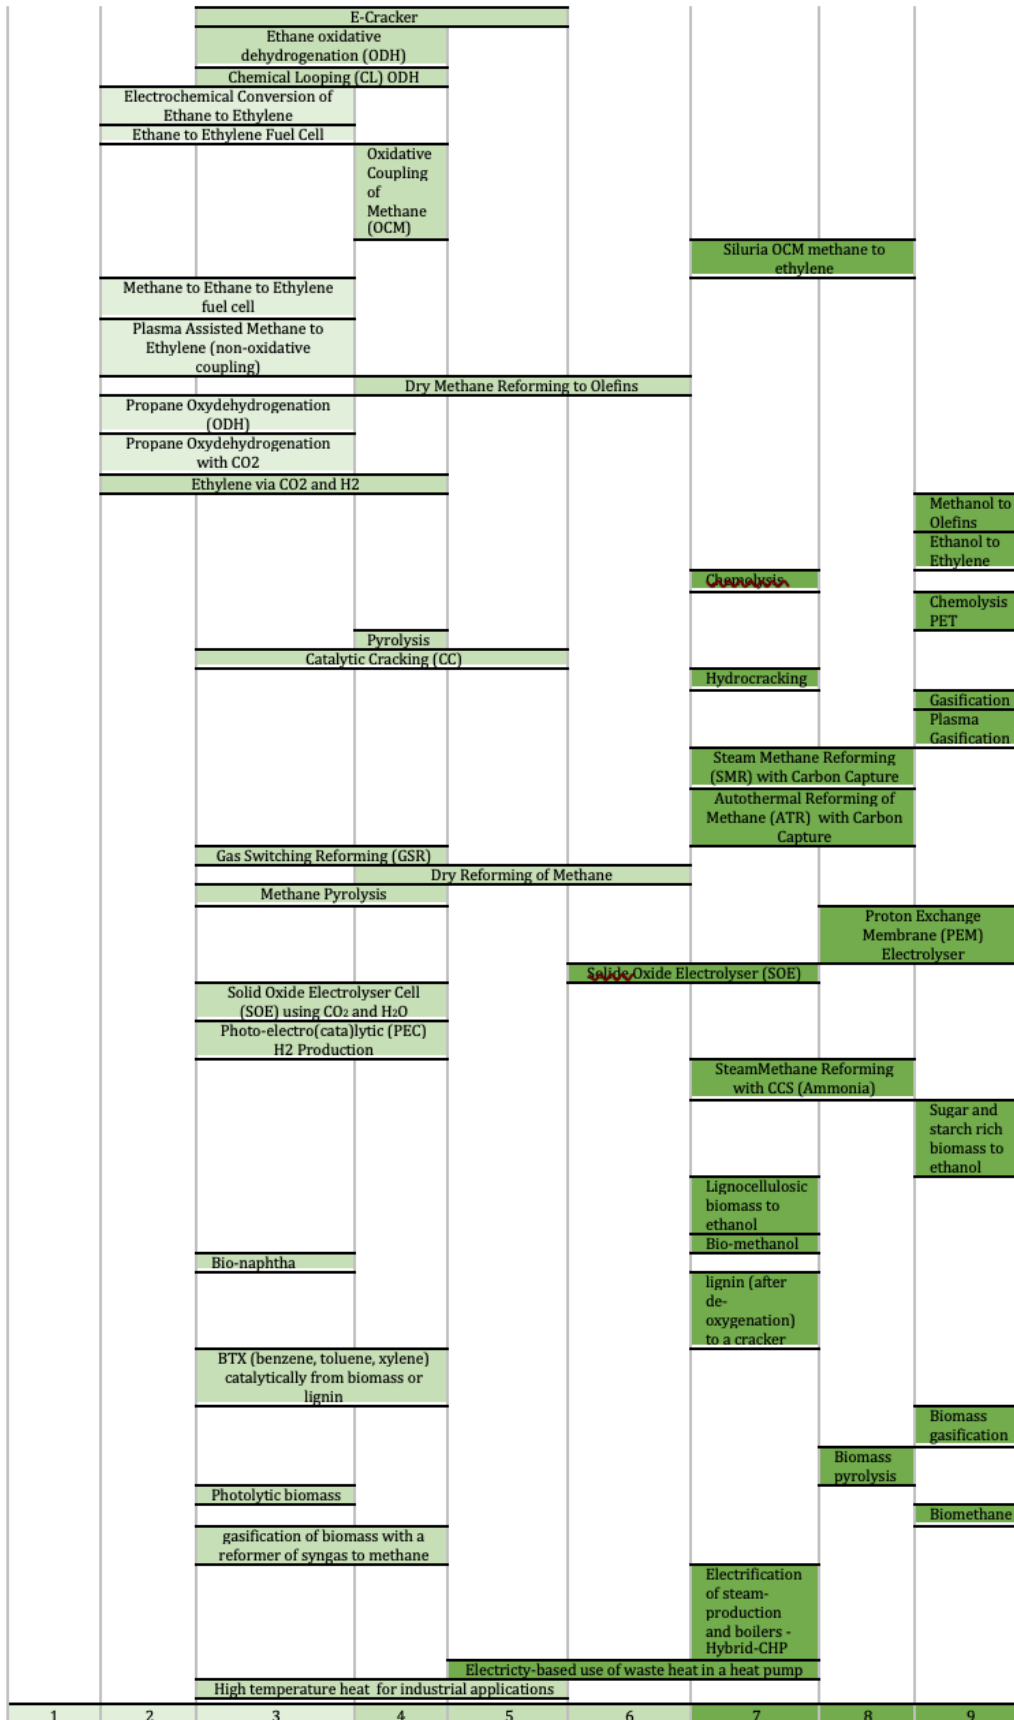 E-Cracker
Ethane oxidative
dehydrogenation (ODH)
Chemical Looping (CL) ODH
Electrochemical Conversion of
Ethane to Ethylene
Ethane to Ethylene Fuel Cell
Oxidative
Coupling
of
Methane
(OCM)
Siluria OCM methane to
ethylene
Methane to Ethane to Ethylene
fuel cell
Plasma Assisted Methane to
Ethylene (non-oxidative
coupling)
Dry Methane Reforming to Olefins
Propane Oxydehydrogenation
(ODH)
Propane Oxydehydrogenation
with CO2
Ethylene via CO2 and H2
Methanol to
Olefins
Ethanol to
Ethylene
Chemolysis
Chemolysis
PET
Pyrolysis
Catalytic Cracking (CC)
Hydrocracking
Gasification
Plasma
Gasification
Steam Methane Reforming
(SMR) with Carbon Capture
Autothermal Reforming of
Methane (ATR) with Carbon
Capture
Gas Switching Reforming (GSR)
Dry Reforming of Methane
Methane Pyrolysis
Proton Exchange
Membrane (PEM)
Electrolyser
Solide Oxide Electrolyser (SOE)
Solid Oxide Electrolyser Cell
(SOE) using CO₂ and H₂O
Photo-electro(cata)lytic (PEC)
H2 Production
SteamMethane Reforming
with CCS (Ammonia)
Sugar and
starch rich
biomass to
ethanol
Lignocellulosic
biomass to
ethanol
Bio-methanol
Bio-naphtha
lignin (after
de-
oxygenation)
to a cracker
BTX (benzene, toluene, xylene)
catalytically from biomass or
lignin
Biomass
gasification
Biomass
pyrolysis
Photolytic biomass
Biomethane
gasification of biomass with a
reformer of syngas to methane
Electrification
of steam-
production
and boilers -
Hybrid-CHP
Electricty-based use of waste heat in a heat pump
High temperature heat for industrial applications
1 2 3 4 5 6 7 8 9